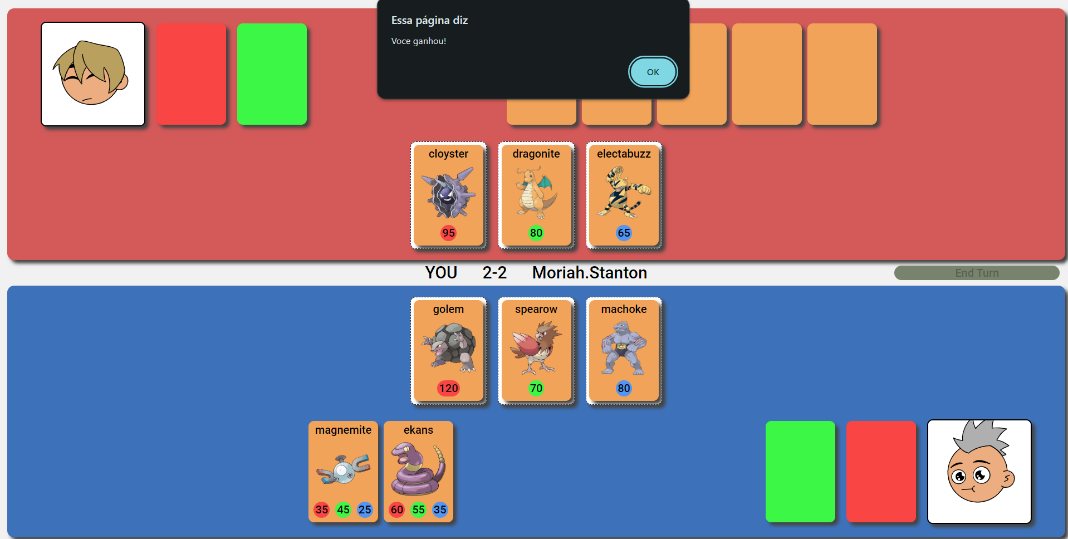 Essa página diz
Voce ganhou!
OK
cloyster dragonite electabuzz
95 80 65
YOU 2-2 Moriah.Stanton
End Turn
golem spearow machoke
120 70 80
magnemite ekans
35 45 25 60 55 35